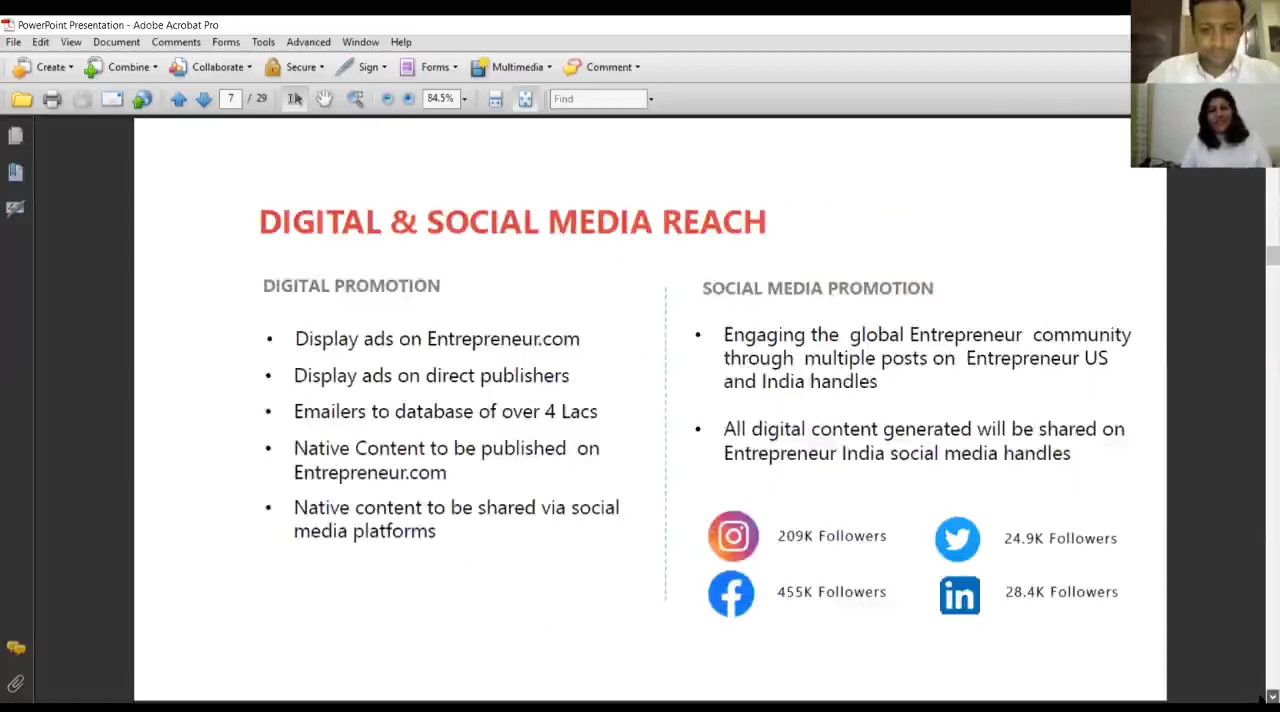 PowerPoint Presentation - Adobe Acrobat Pro
File Edit View Document Comments Forms Tools Advanced Window Help
Create Combine Collaborate Secure Sign Forms Multimedia Comment
7 / 29 84.5% Find
DIGITAL & SOCIAL MEDIA REACH
DIGITAL PROMOTION
• Display ads on Entrepreneur.com
• Display ads on direct publishers
• Emailers to database of over 4 Lacs
• Native Content to be published on
Entrepreneur.com
• Native content to be shared via social
media platforms
SOCIAL MEDIA PROMOTION
• Engaging the global Entrepreneur community
through multiple posts on Entrepreneur US
and India handles
• All digital content generated will be shared on
Entrepreneur India social media handles
209K Followers
24.9K Followers
455K Followers
in 28.4K Followers